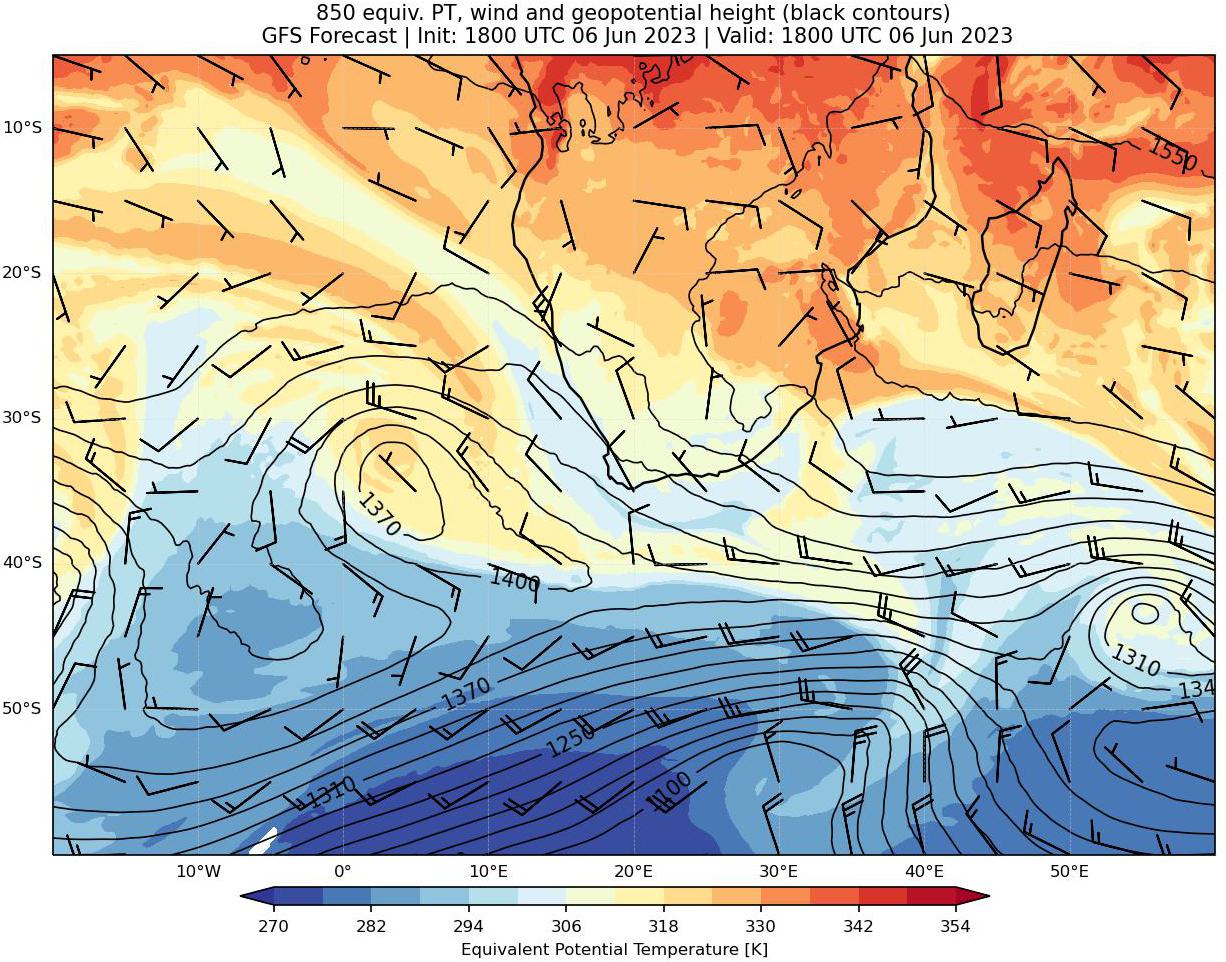 850 equiv. PT, wind and geopotential height (black contours)
GFS Forecast | Init: 1800 UTC 06 Jun 2023 | Valid: 1800 UTC 06 Jun 2023
10°S
1550
20°S
30°S
1370
40°S
1400
1310
1370
134
50°S
1250
1310
1100
10°W 0° 10°E 20°E 30°E 40°E 50°E
270 282 294 306 318 330 342 354
Equivalent Potential Temperature [K]